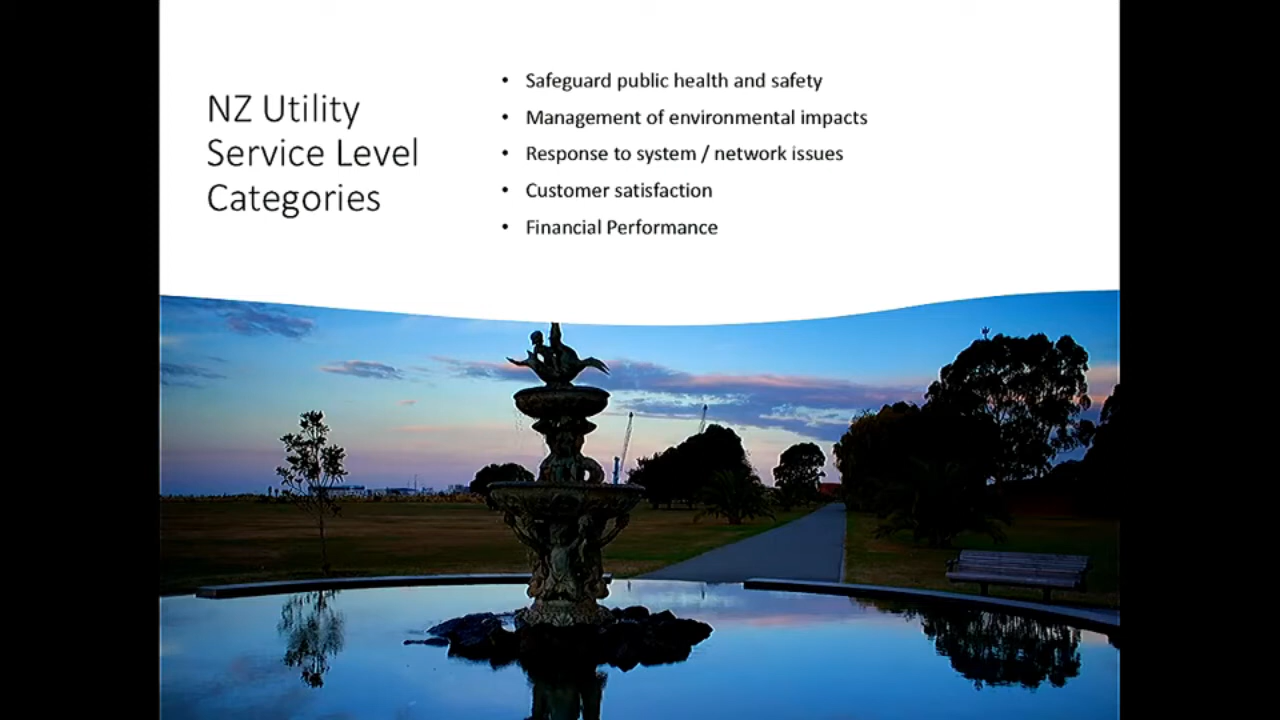 NZ Utility
Service Level
Categories
• Safeguard public health and safety
• Management of environmental impacts
• Response to system / network issues
• Customer satisfaction
• Financial Performance